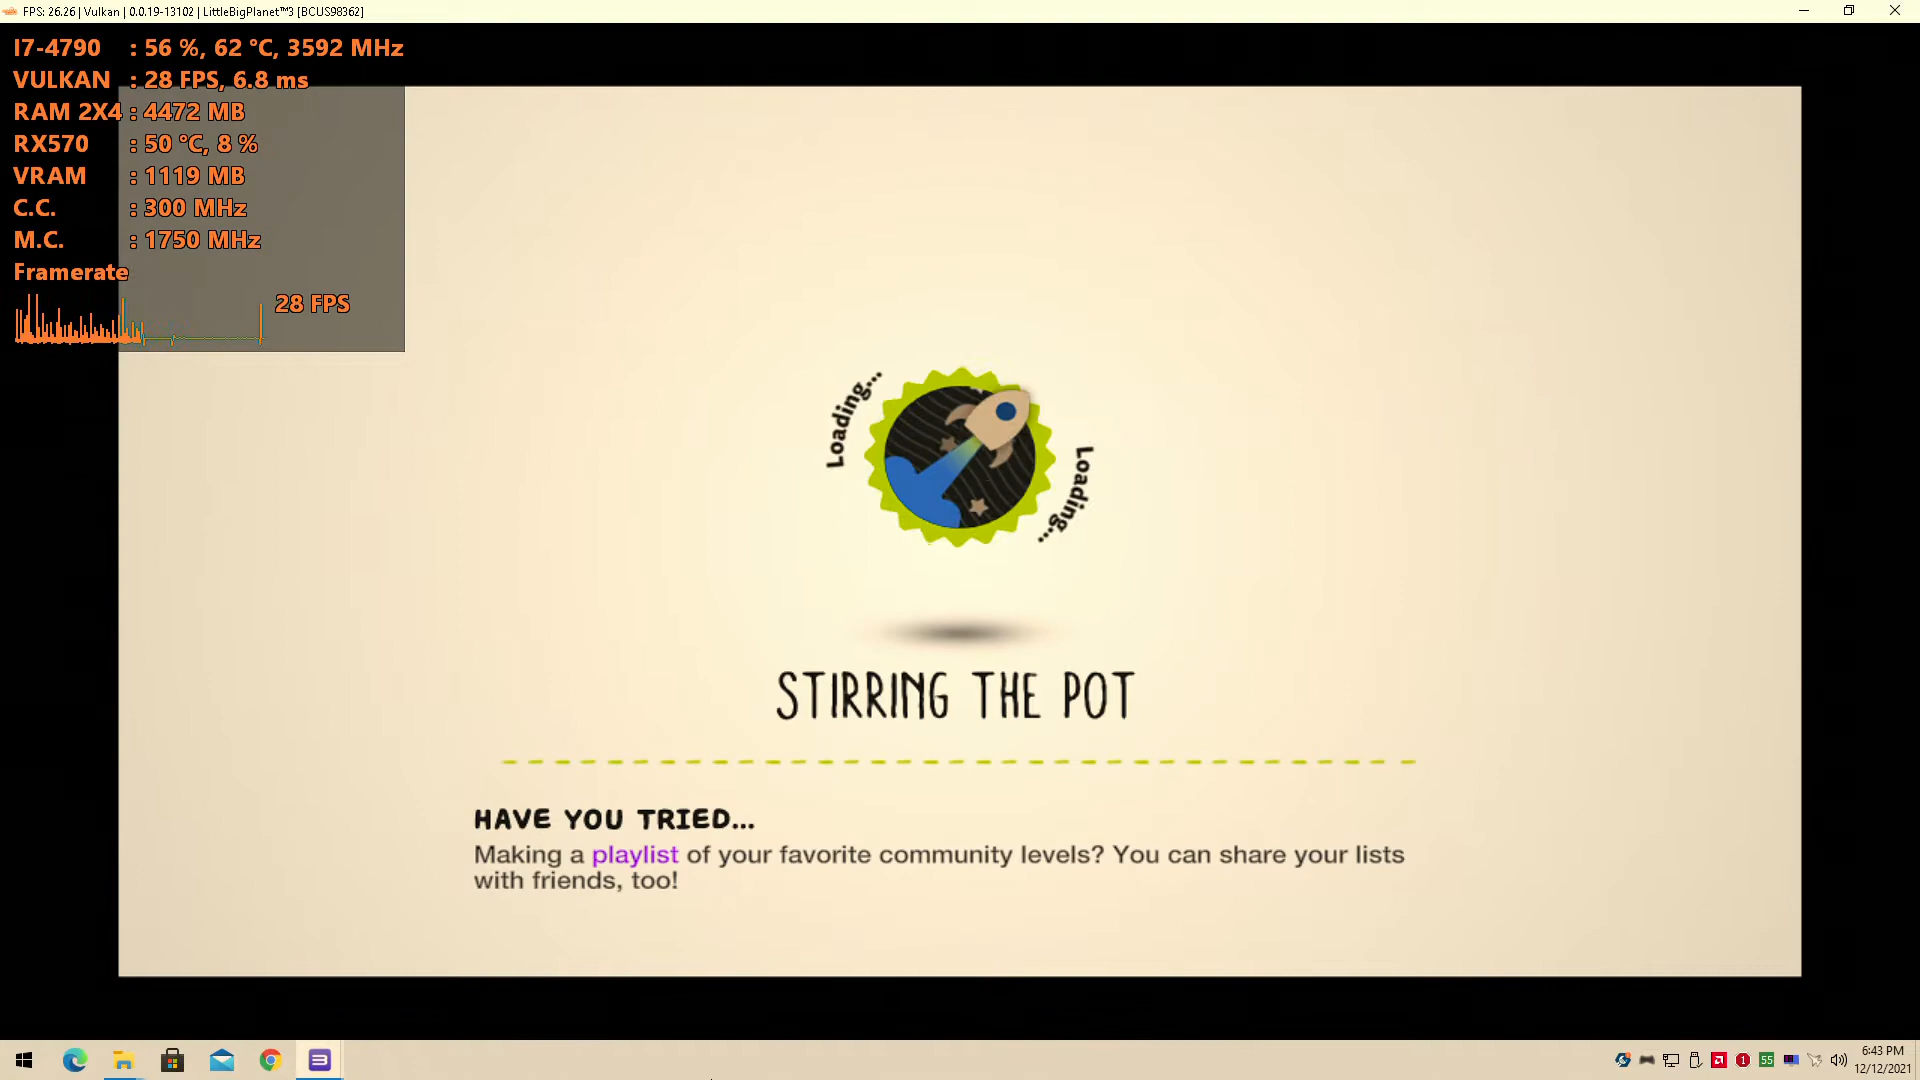 FPS: 26.26 | Vulkan | 0.0.19-13102 | LittleBigPlanet™3 [BCUS98362]
I7-4790 : 56 %, 62 °C, 3592 MHz
VULKAN : 28 FPS, 6.8 ms
RAM 2X4 : 4472 MB
RX570 : 50 °C, 8 %
VRAM : 1119 MB
C.C. : 300 MHz
M.C. : 1750 MHz
Framerate
28 FPS
Loading...
Loading...
STIRRING THE POT
HAVE YOU TRIED...
Making a playlist of your favorite community levels? You can share your lists
with friends, too!
1
55
6:43 PM
12/12/2021